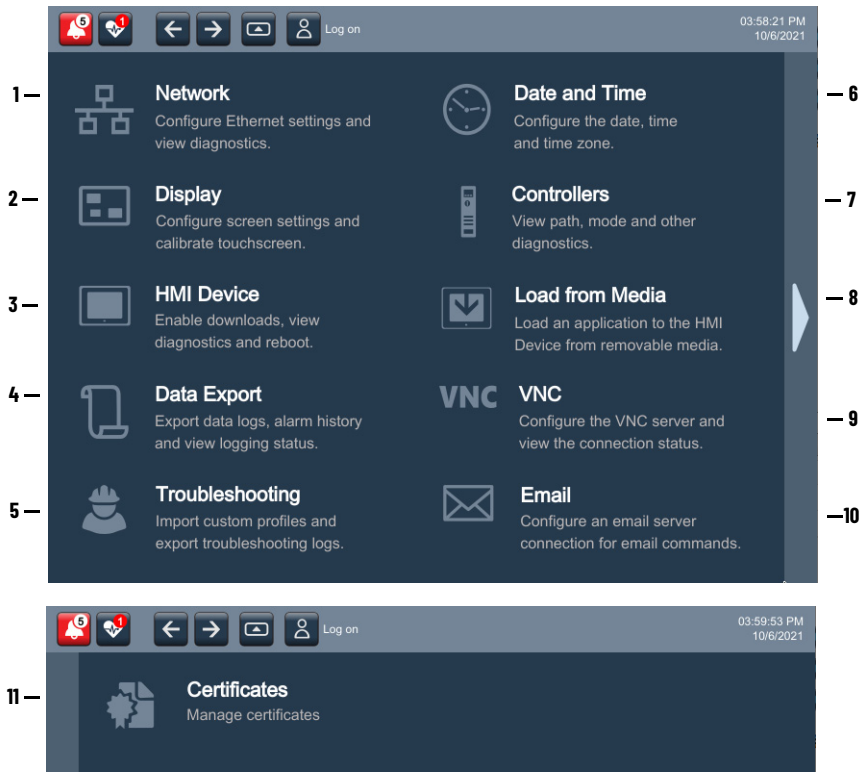 5
1
Log on
03:58:21 PM
10/6/2021
1
Network
Configure Ethernet settings and
view diagnostics.
6
Date and Time
Configure the date, time
and time zone.
2
Display
Configure screen settings and
calibrate touchscreen.
7
Controllers
View path, mode and other
diagnostics.
3
HMI Device
Enable downloads, view
diagnostics and reboot.
8
Load from Media
Load an application to the HMI
Device from removable media.
4
Data Export
Export data logs, alarm history
and view logging status.
VNC
VNC
Configure the VNC server and
view the connection status.
9
5
Troubleshooting
Import custom profiles and
export troubleshooting logs.
Email
Configure an email server
connection for email commands.
10
5
1
Log on
03:59:53 PM
10/6/2021
11
Certificates
Manage certificates